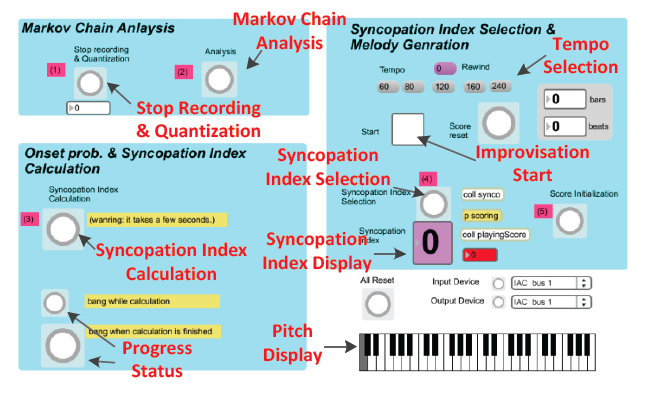 Markov Chain Anlaysis
Stop recording
& Quantization
Analysis
(1)
(2)
0
Markov Chain
Analysis
Stop Recording
& Quantization
Syncopation Index Selection &
Melody Genration
Tempo
0
Rewind
60
80
120
160
240
Tempo
Selection
0
bars
0
beats
Start
Score
reset
Improvisation
Start
Onset prob. & Syncopation Index
Calculation
Syncopation Index
Calculation
(3)
(wanring: it takes a few seconds.)
Syncopation Index
Calculation
bang while calculation
bang when calculation is finished
Progress
Status
Syncopation
Index Selection
(4)
Syncopation Index
Selection
coll synco
p scoring
coll playingScore
0
Score Initialization
(5)
Syncopation
Index
0
Syncopation
Index Display
All Reset
Input Device
IAC bus 1
Output Device
IAC bus 1
Pitch
Display